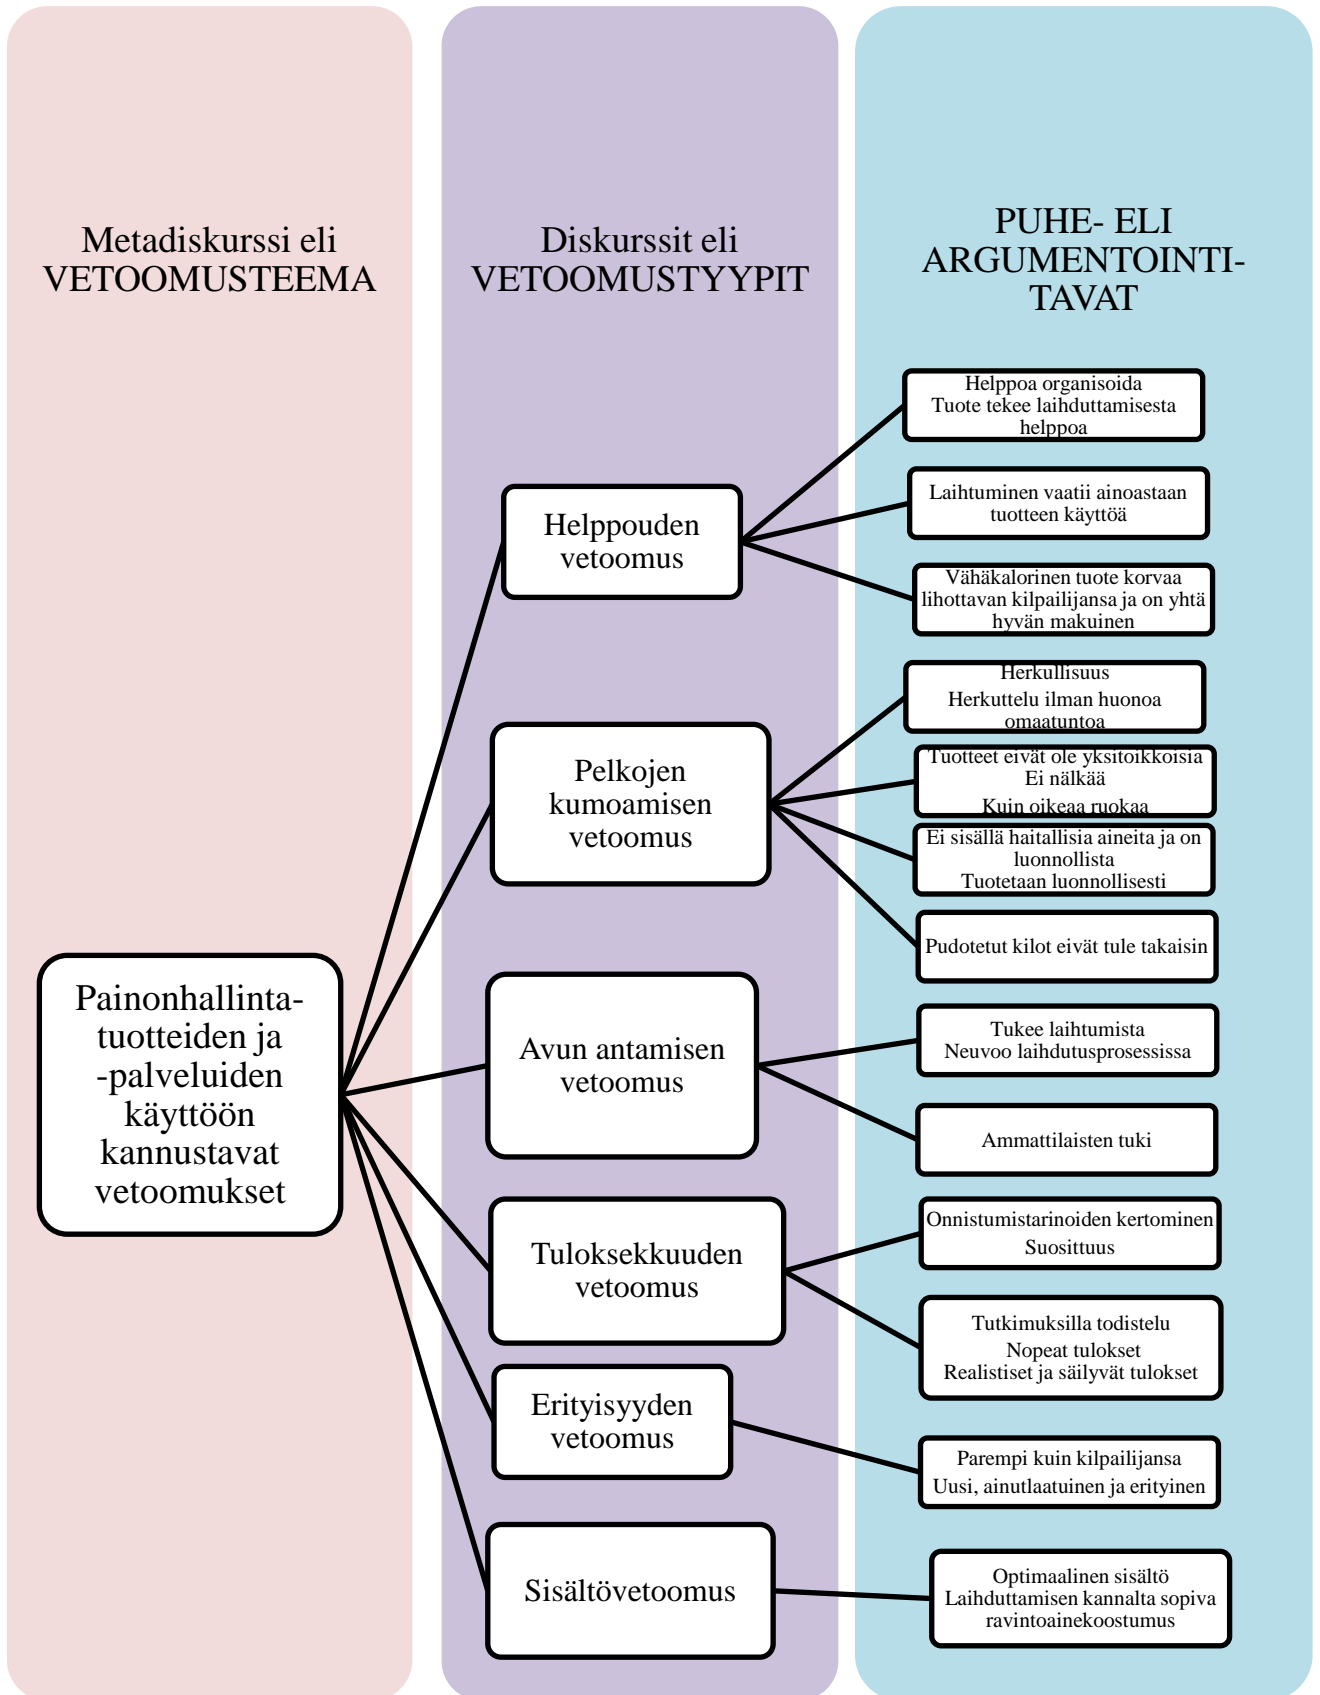 Metadiskurssi eli
VETOOMUSTEEMA
Diskurssit eli
VETOOMUSTYYPIT
PUHE- ELI
ARGUMENTOINTI-
TAVAT
Painonhallinta-
tuotteiden ja
-palveluiden
käyttöön
kannustavat
vetoomukset
Helppouden
vetoomus
Helppoa organisoida
Tuote tekee laihduttamisesta
helppoa
Laihtuminen vaatii ainoastaan
tuotteen käyttöä
Vähäkalorinen tuote korvaa
lihottavan kilpailijansa ja on yhtä
hyvän makuinen
Pelkojen
kumoamisen
vetoomus
Herkullisuus
Herkuttelu ilman huonoa
omaatuntoa
Tuotteet eivät ole yksitoikkoisia
Ei nälkää
Kuin oikeaa ruokaa
Ei sisällä haitallisia aineita ja on
luonnollista
Tuotetaan luonnollisesti
Pudotetut kilot eivät tule takaisin
Avun antamisen
vetoomus
Tukee laihtumista
Neuvoo laihdutusprosessissa
Ammattilaisten tuki
Tuloksekkuuden
vetoomus
Onnistumistarinoiden kertominen
Suosittuus
Tutkimuksilla todistelu
Nopeat tulokset
Realistiset ja säilyvät tulokset
Erityisyyden
vetoomus
Parempi kuin kilpailijansa
Uusi, ainutlaatuinen ja erityinen
Sisältövetoomus
Optimaalinen sisältö
Laihduttamisen kannalta sopiva
ravintoainekoostumus